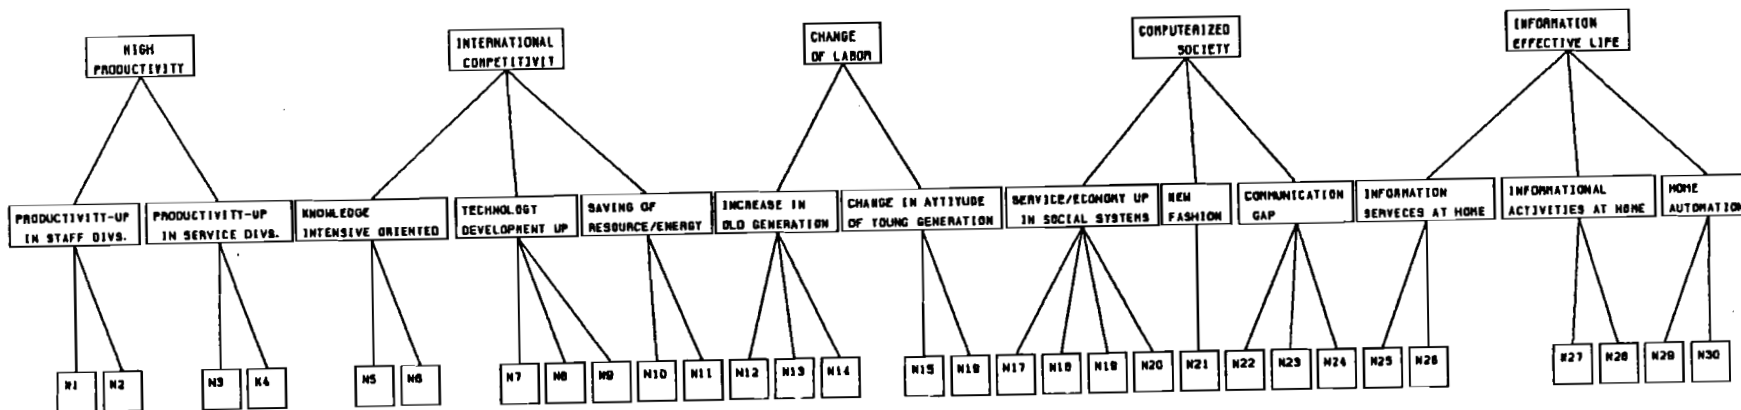 HIGH
PRODUCTIVITY
INTERNATIONAL
COMPETITIVIT
CHANGE
OF LABOR
COMPUTERIZED
SOCIETY
INFORMATION
EFFECTIVE LIFE
PRODUCTIVITY-UP
IN STAFF DIVS.
PRODUCTIVITY-UP
IN SERVICE DIVS.
KNOWLEDGE
INTENSIVE ORIENTED
TECHNOLOGY
DEVELOPMENT UP
SAVING OF
RESOURCE/ENERGY
INCREASE IN
OLD GENERATION
CHANGE IN ATTITUDE
OF YOUNG GENERATION
SERVICE/ECONOMY UP
IN SOCIAL SYSTEMS
NEW
FASHION
COMMUNICATION
GAP
INFORMATION
SERVECES AT HOME
INFORMATIONAL
ACTIVITIES AT HOME
HOME
AUTOMATION
N1 N2 N3 N4 N5 N6 N7 N8 N9 N10 N11 N12 N13 N14 N15 N16 N17 N18 N19 N20 N21 N22 N23 N24 N25 N26 N27 N28 N29 N30